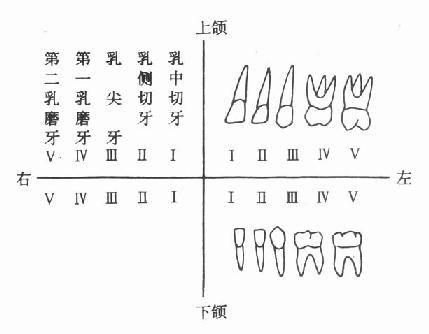 上颌
第二乳磨牙
第一乳磨牙
乳尖牙
乳侧切牙
乳中切牙
Ⅴ Ⅳ Ⅲ Ⅱ Ⅰ Ⅰ Ⅱ Ⅲ Ⅳ Ⅴ
右 左
Ⅴ Ⅳ Ⅲ Ⅱ Ⅰ Ⅰ Ⅱ Ⅲ Ⅳ Ⅴ
下颌